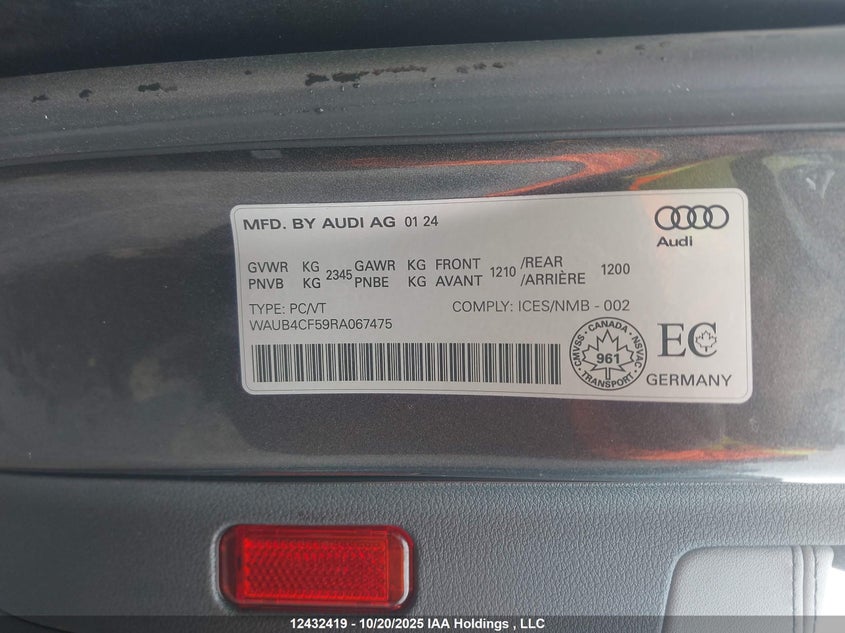 MFD. BY AUDI AG 01 24
Audi
GVWR KG 2345 GAWR KG FRONT 1210 /REAR 1200
PNVB KG PNBE KG AVANT /ARRIÈRE
TYPE: PC/VT COMPLY: ICES/NMB - 002
WAUB4CF59RA067475
CANADA
CMVSS 961 NSVAC
TRANSPORT
EC
GERMANY
12432419 - 10/20/2025 IAA Holdings , LLC